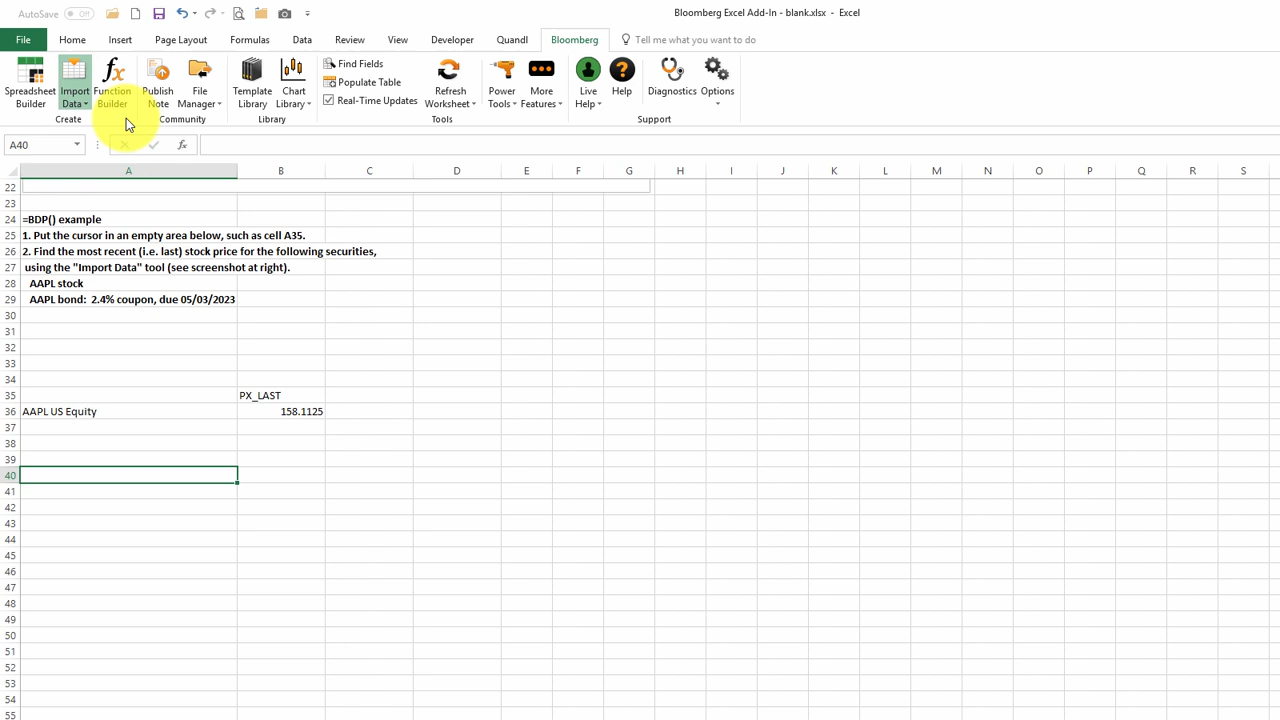 AutoSave Off
Bloomberg Excel Add-In - blank.xlsx - Excel
File Home Insert Page Layout Formulas Data Review View Developer Quandl Bloomberg Tell me what you want to do
Spreadsheet Builder
Import Data
Function Builder
Create
Publish Note
File Manager
Community
Template Library
Chart Library
Library
Find Fields
Populate Table
Real-Time Updates
Refresh Worksheet
Power Tools
More Features
Tools
Live Help
Help
Diagnostics
Options
Support
A40 fx
A B C D E F G H I J K L M N O P Q R S
22
23
24 =BDP() example
25 1. Put the cursor in an empty area below, such as cell A35.
26 2. Find the most recent (i.e. last) stock price for the following securities,
27 using the "Import Data" tool (see screenshot at right).
28 AAPL stock
29 AAPL bond: 2.4% coupon, due 05/03/2023
30
31
32
33
34
35 PX_LAST
36 AAPL US Equity 158.1125
37
38
39
40
41
42
43
44
45
46
47
48
49
50
51
52
53
54
55